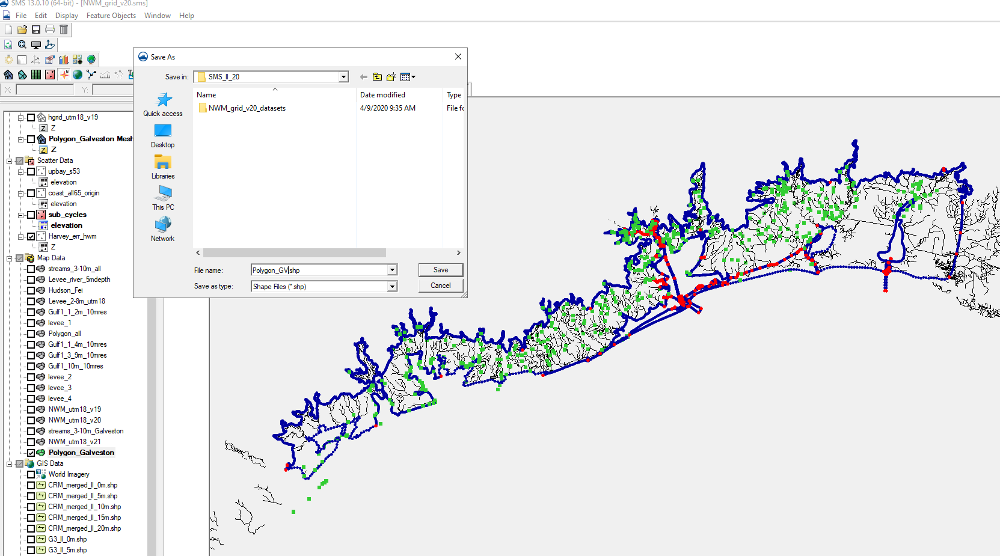 SMS 13.0.10 (64-bit) - [NWM_grid_v20.sms]
File Edit Display Feature Objects Window Help
X: Y:
Save As
Save in: SMS_ll_20
Name Date modified Type
NWM_grid_v20_datasets 4/9/2020 9:35 AM File fo
Quick access
Desktop
Libraries
This PC
Network
File name: Polygon_GV.shp Save
Save as type: Shape Files (*.shp) Cancel
hgrid_utm18_v19
Z
Polygon_Galveston Mesh
Z
Scatter Data
upbay_s53
elevation
coast_all65_origin
elevation
sub_cycles
elevation
Harvey_err_hwm
Z
Map Data
streams_3-10m_all
Levee_river_5mdepth
Hudson_Fei
Levee_2-8m_utm18
Gulf1_1_2m_10mres
levee_1
Polygon_all
Gulf1_1_4m_10mres
Gulf1_3_9m_10mres
Gulf1_10m_10mres
levee_2
levee_3
levee_4
NWM_utm18_v19
NWM_utm18_v20
streams_3-10m_Galveston
NWM_utm18_v21
Polygon_Galveston
GIS Data
World Imagery
CRM_merged_ll_0m.shp
CRM_merged_ll_5m.shp
CRM_merged_ll_10m.shp
CRM_merged_ll_15m.shp
CRM_merged_ll_20m.shp
G3_ll_0m.shp
G3_ll_5m.shp